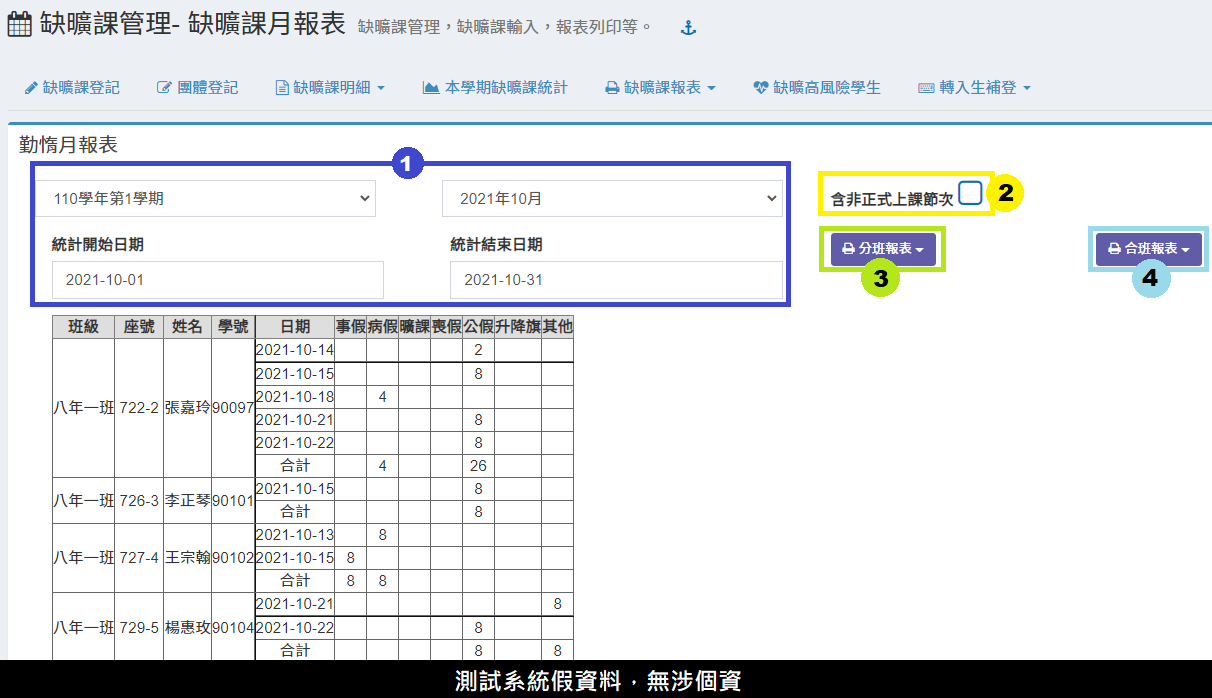 缺曠課管理- 缺曠課月報表 缺曠課管理，缺曠課輸入，報表列印等。
缺曠課登記 團體登記 缺曠課明細 本學期缺曠課統計 缺曠課報表 缺曠高風險學生 轉入生補登
勤惰月報表
1
110學年第1學期 2021年10月 含非正式上課節次 2
統計開始日期 統計結束日期 分班報表 合班報表
2021-10-01 2021-10-31 3 4
班級 座號 姓名 學號 日期 事假 病假 曠課 喪假 公假 升降旗 其他
2021-10-14 2
2021-10-15 8
2021-10-18 4
八年一班 722-2 張嘉玲 90097
2021-10-21 8
2021-10-22 8
合計 4 26
2021-10-15 8
八年一班 726-3 李正琴 90101
合計 8
2021-10-13 8
八年一班 727-4 王宗翰 90102 2021-10-15 8
合計 8 8
2021-10-21 8
八年一班 729-5 楊惠玫 90104 2021-10-22 8
合計 8 8
測試系統假資料，無涉個資